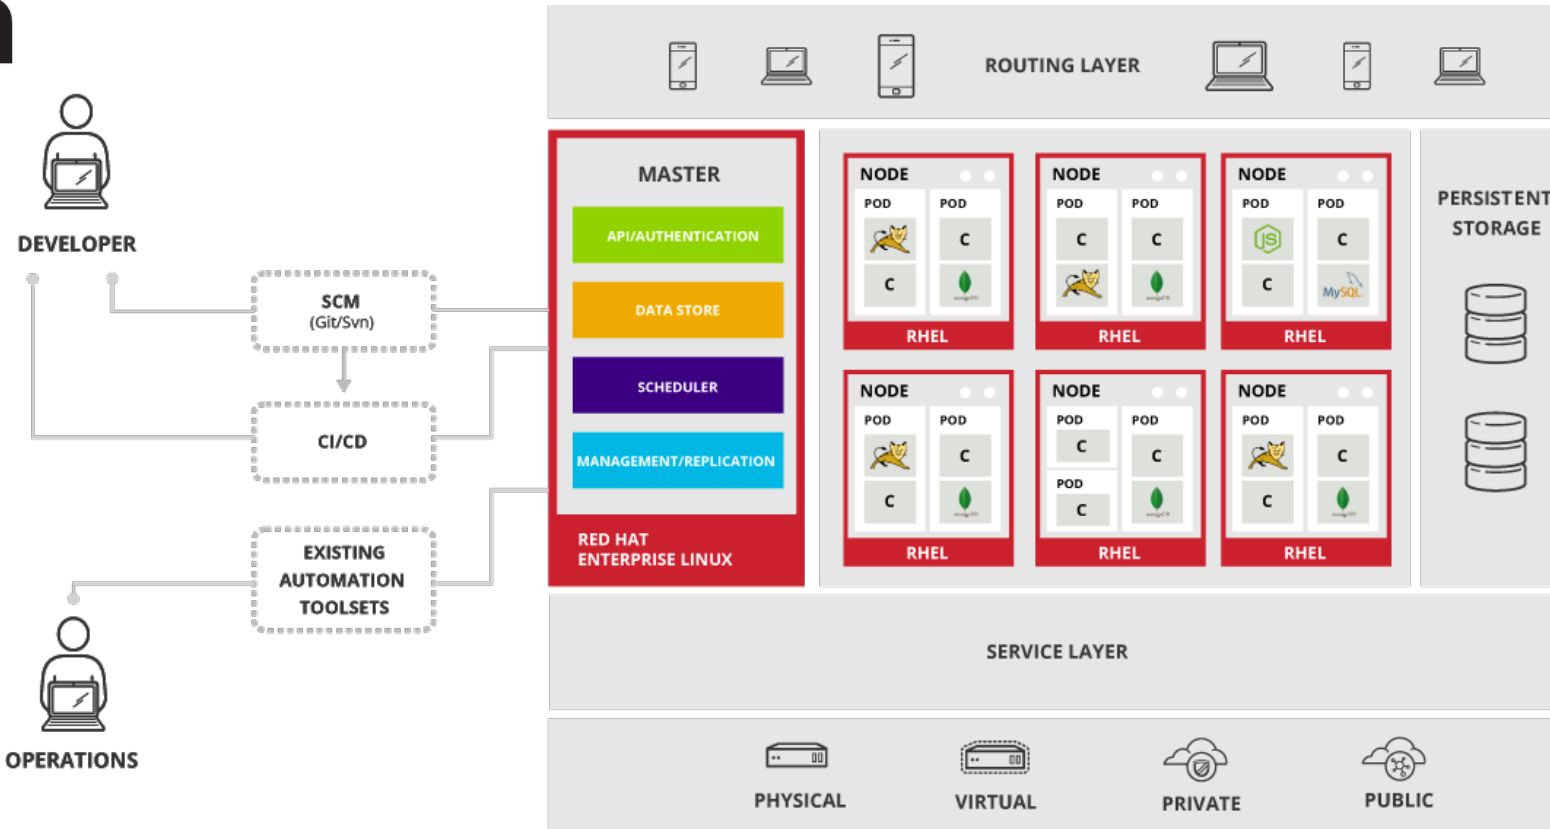 ROUTING LAYER
DEVELOPER
SCM
(Git/Svn)
CI/CD
EXISTING
AUTOMATION
TOOLSETS
OPERATIONS
MASTER
API/AUTHENTICATION
DATA STORE
SCHEDULER
MANAGEMENT/REPLICATION
RED HAT
ENTERPRISE LINUX
NODE
POD POD
C
C
RHEL
NODE
POD POD
C C
RHEL
NODE
POD POD
JS C
C MySQL
RHEL
NODE
POD POD
C
C
RHEL
NODE
POD POD
C C
POD
C
RHEL
NODE
POD POD
C
C
RHEL
PERSISTENT
STORAGE
SERVICE LAYER
PHYSICAL
VIRTUAL
PRIVATE
PUBLIC